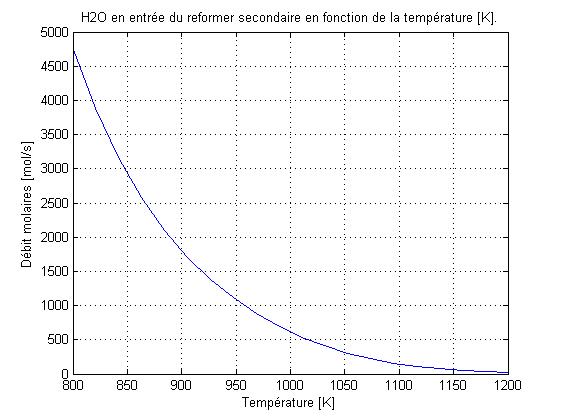 H2O en entrée du reformer secondaire en fonction de la température [K].
5000
4500
4000
3500
3000
2500
2000
1500
1000
500
0
Débit molaires [mol/s]
800 850 900 950 1000 1050 1100 1150 1200
Température [K]